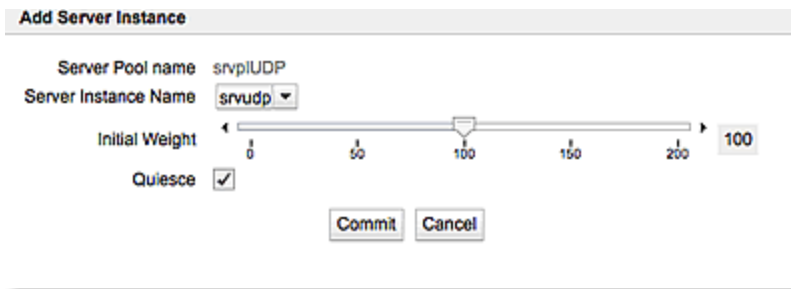 Add Server Instance
Server Pool name srvplUDP
Server Instance Name srvudp
Initial Weight 100
0 50 100 150 200
Quiesce
Commit Cancel